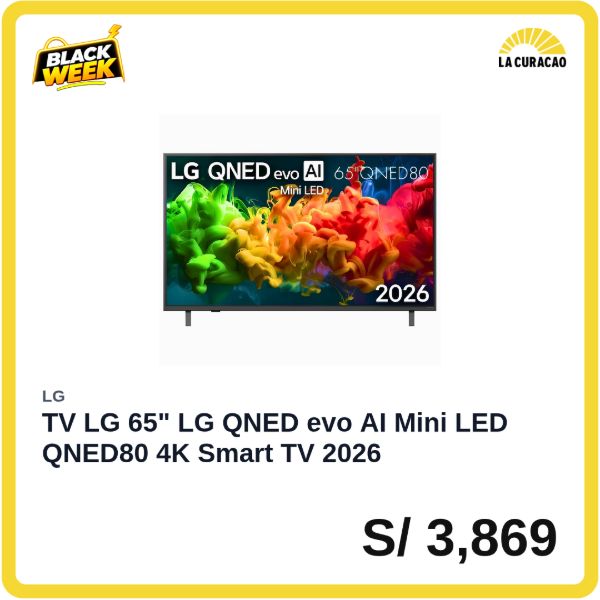 BLACK
WEEK
LA CURACAO
LG QNED evo AI 65"QNED80
Mini LED
2026
LG
TV LG 65" LG QNED evo AI Mini LED
QNED80 4K Smart TV 2026
S/ 3,869